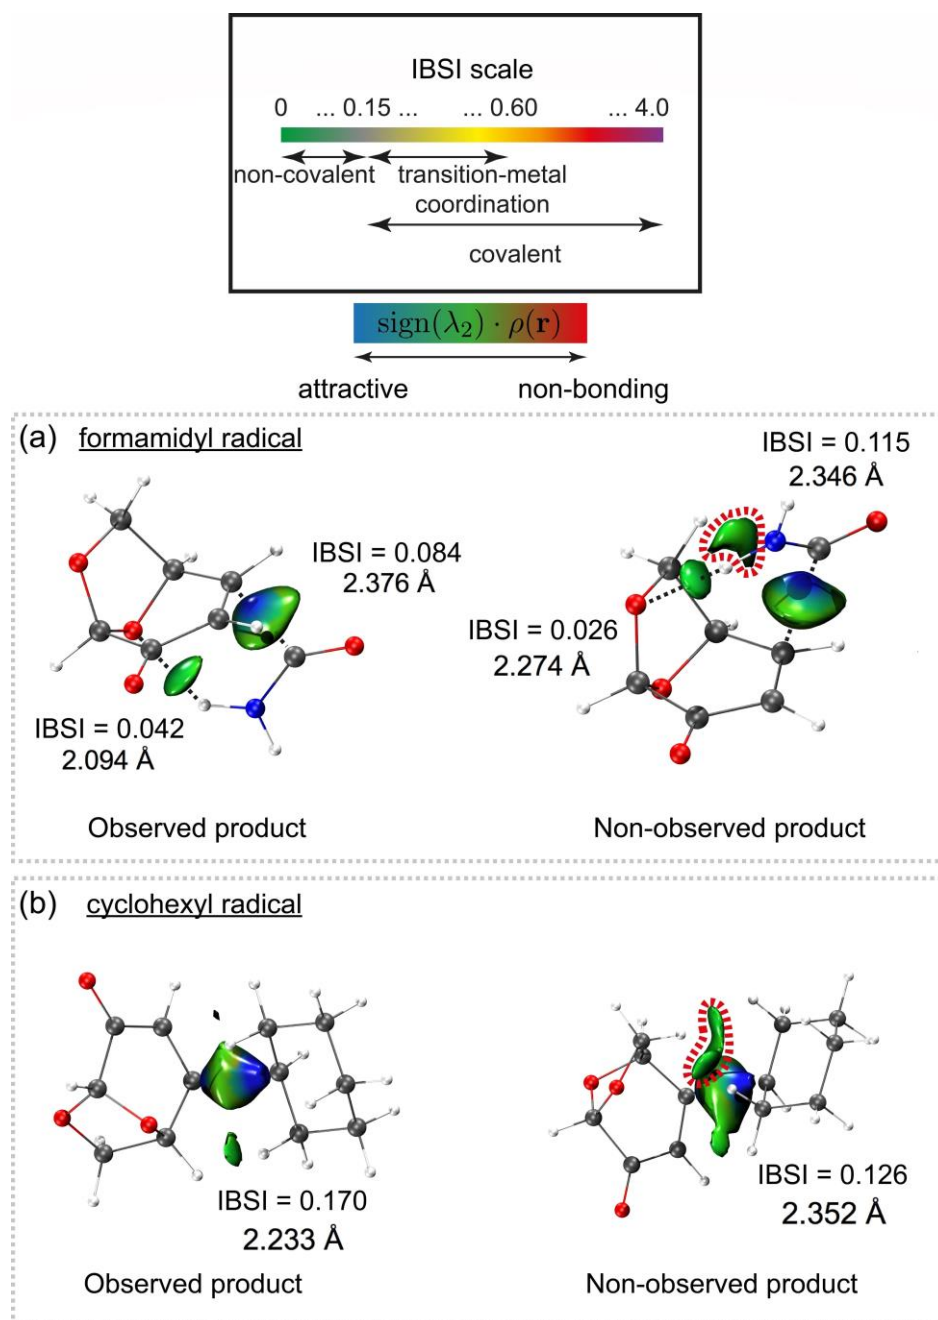 IBSI scale
0 ... 0.15 ... ... 0.60 ... 4.0
non-covalent transition-metal
coordination
covalent
sign(λ₂) · ρ(r)
attractive non-bonding
(a) formamidyl radical
IBSI = 0.115
2.346 Å
IBSI = 0.084
2.376 Å
IBSI = 0.026
2.274 Å
IBSI = 0.042
2.094 Å
Observed product Non-observed product
(b) cyclohexyl radical
IBSI = 0.170
2.233 Å
IBSI = 0.126
2.352 Å
Observed product Non-observed product